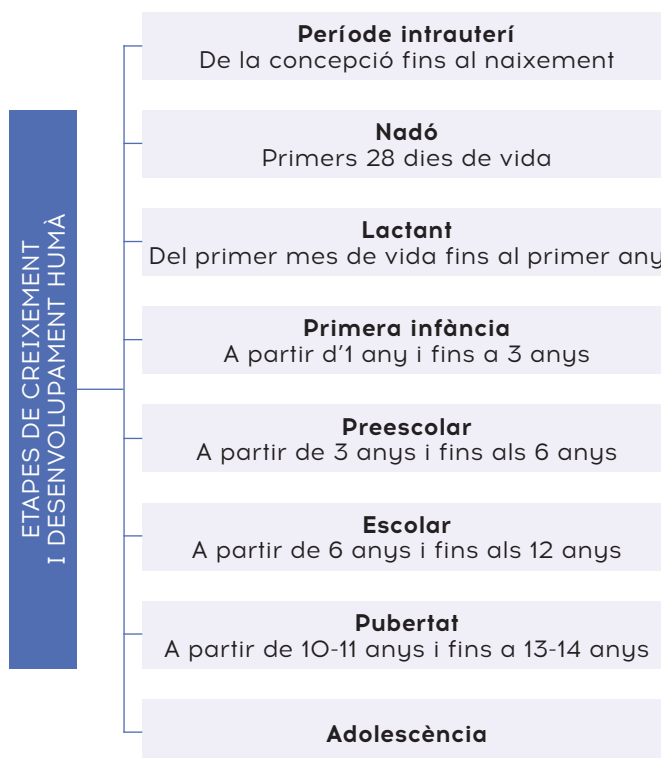 ETAPES DE CREIXEMENT
I DESENVOLUPAMENT HUMÀ
Període intrauterí
De la concepció fins al naixement
Nadó
Primers 28 dies de vida
Lactant
Del primer mes de vida fins al primer any
Primera infància
A partir d'1 any i fins a 3 anys
Preescolar
A partir de 3 anys i fins als 6 anys
Escolar
A partir de 6 anys i fins als 12 anys
Pubertat
A partir de 10-11 anys i fins a 13-14 anys
Adolescència